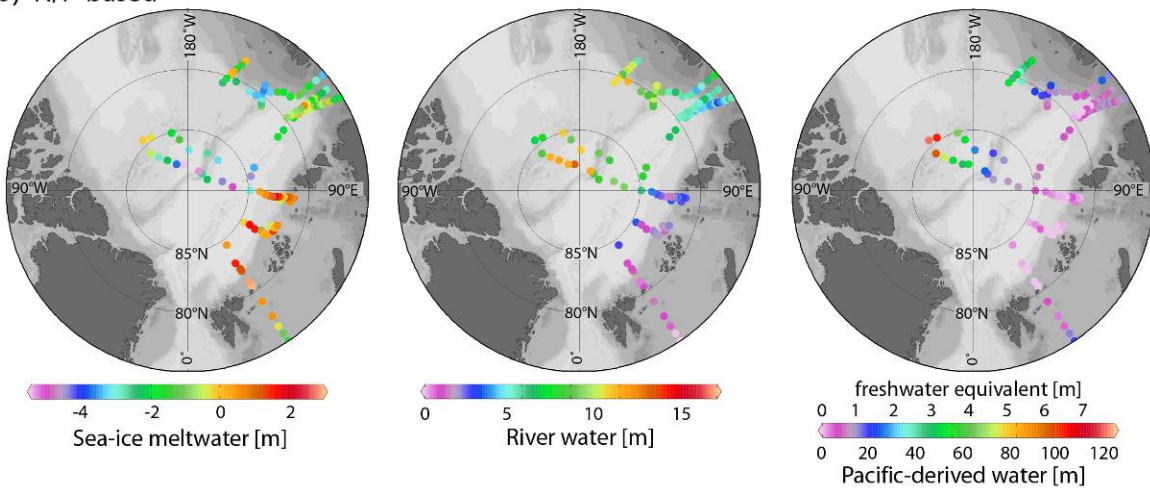 N/P based
180°W 180°W 180°W
90°W 90°E 90°W 90°E 90°W 90°E
85°N 85°N 85°N
80°N 80°N 80°N
0° 0° 0°
freshwater equivalent [m]
0 1 2 3 4 5 6 7
-4 -2 0 2
Sea-ice meltwater [m]
0 5 10 15
River water [m]
0 20 40 60 80 100 120
Pacific-derived water [m]